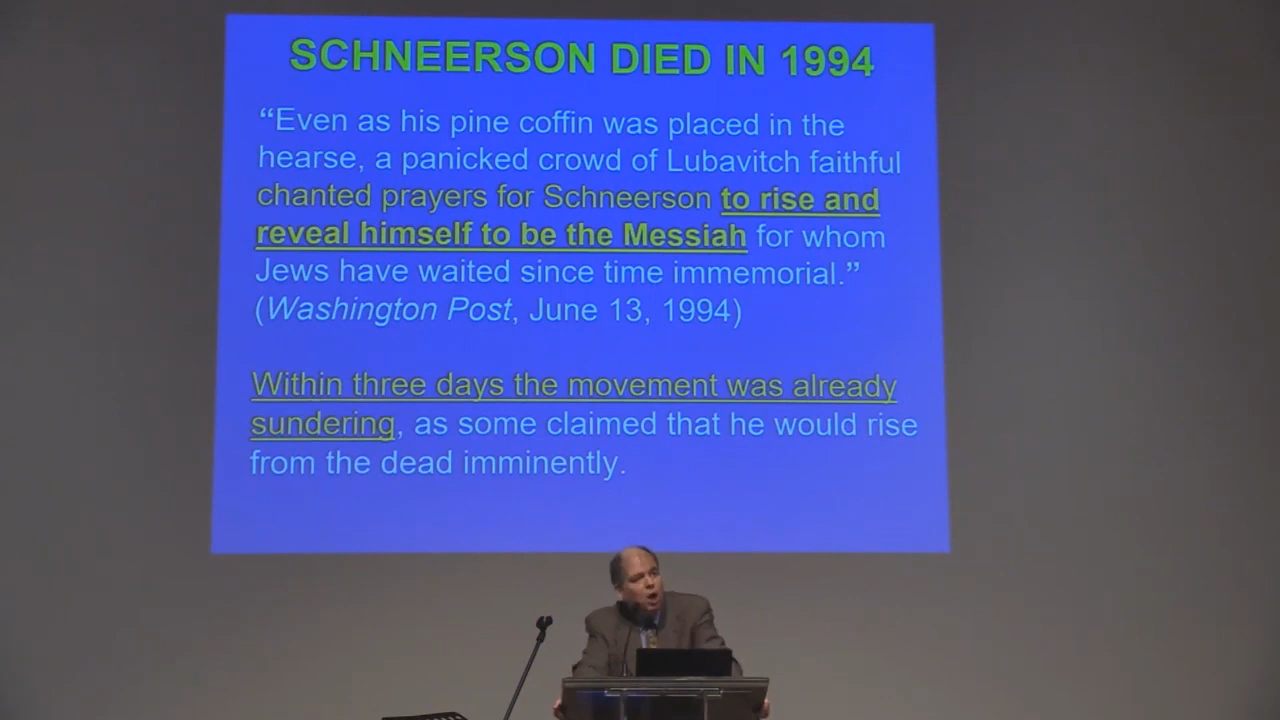 SCHNEERSON DIED IN 1994
“Even as his pine coffin was placed in the
hearse, a panicked crowd of Lubavitch faithful
chanted prayers for Schneerson to rise and
reveal himself to be the Messiah for whom
Jews have waited since time immemorial.”
(Washington Post, June 13, 1994)
Within three days the movement was already
sundering, as some claimed that he would rise
from the dead imminently.